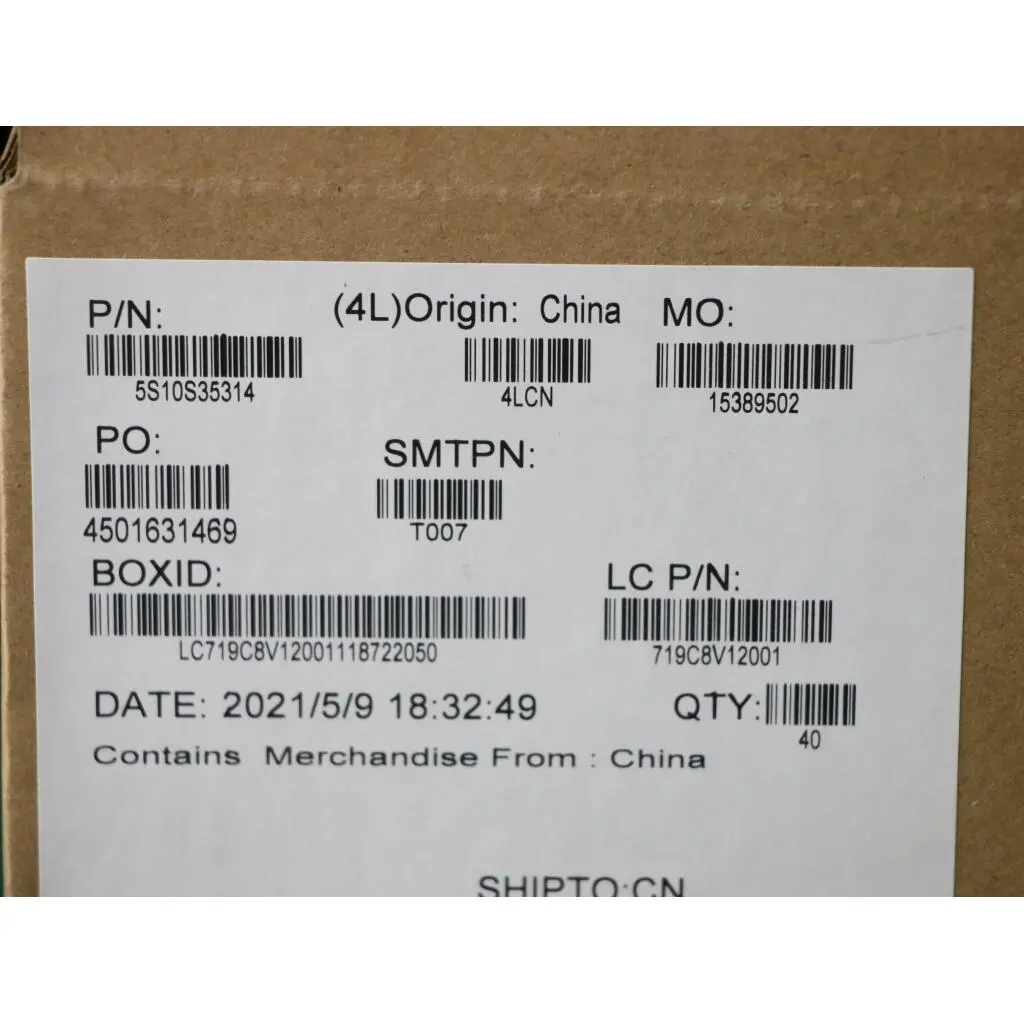 P/N: (4L)Origin: China MO:
5S10S35314 4LCN 15389502
PO: SMTPN:
4501631469 T007
BOXID: LC P/N:
LC719C8V12001118722050 719C8V12001
DATE: 2021/5/9 18:32:49 QTY:
40
Contains Merchandise From : China
SHIPTO:CN